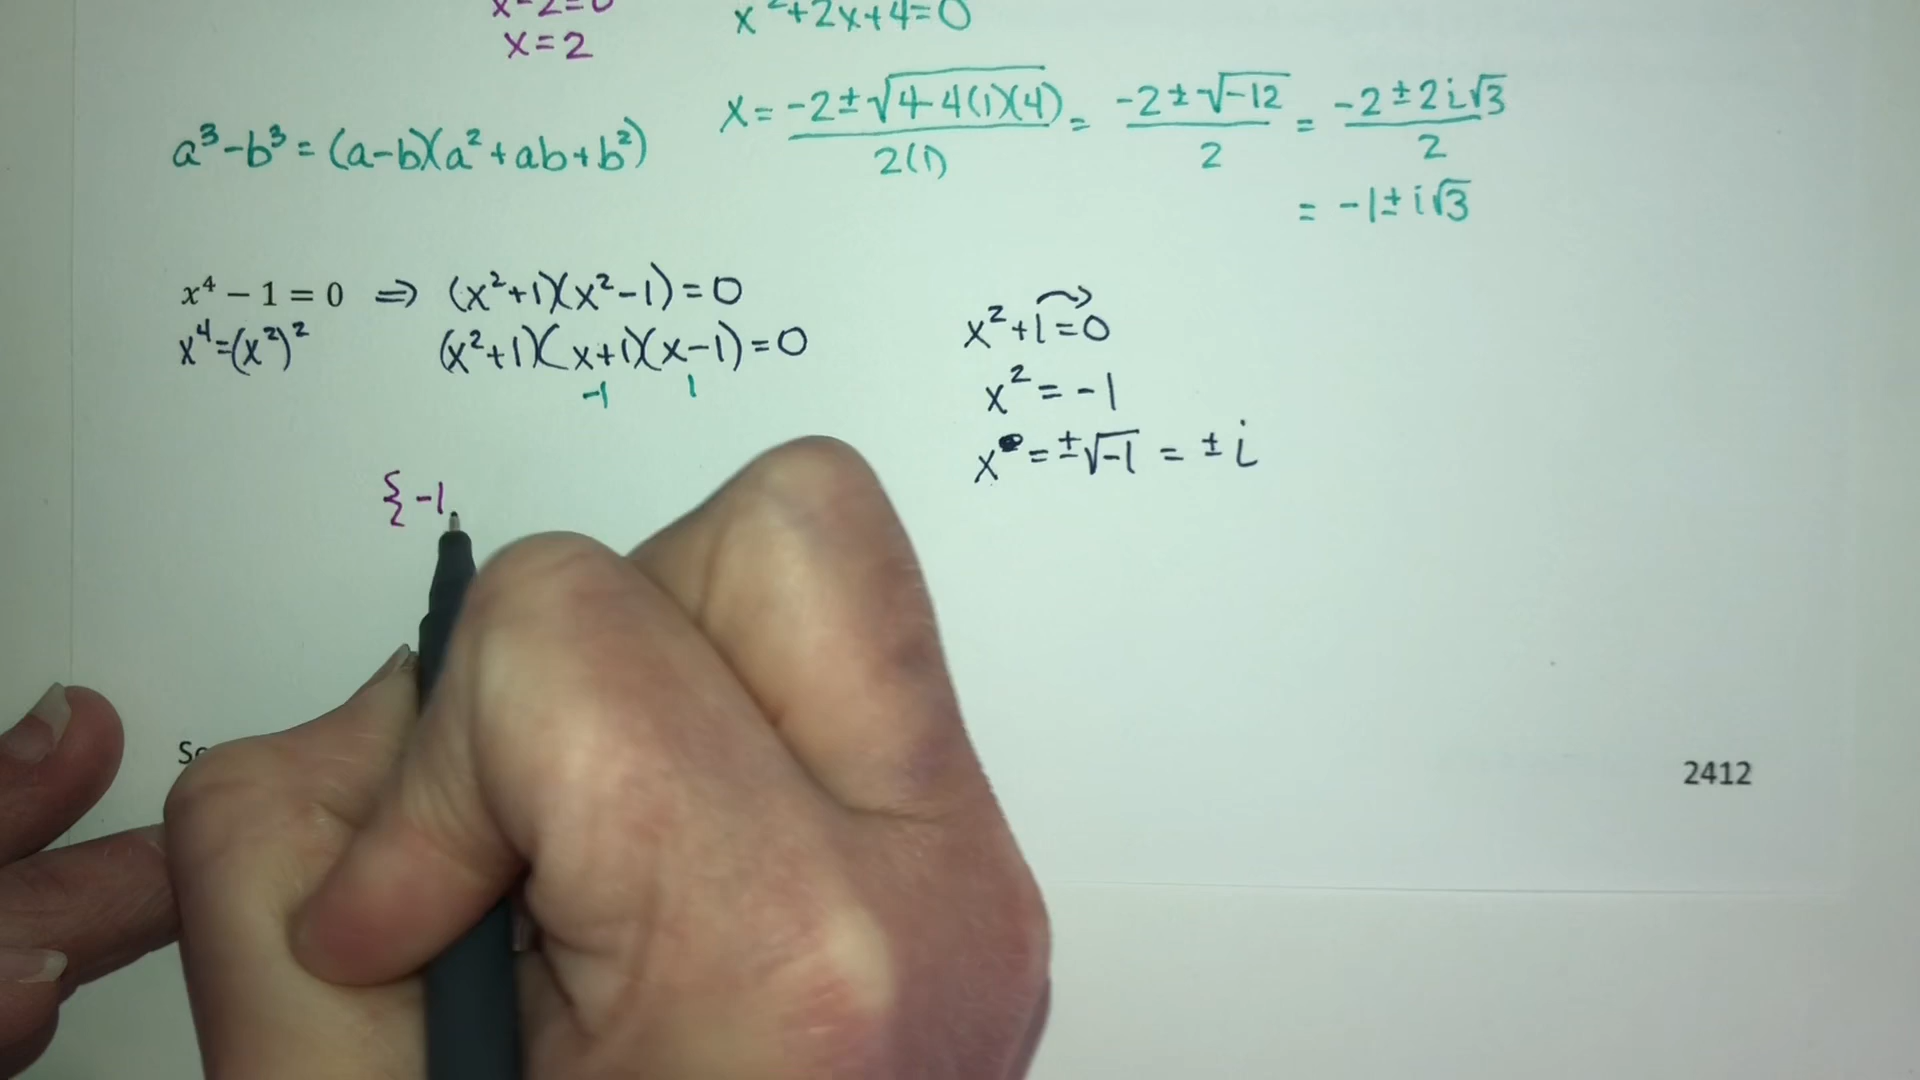 x-2=0
x=2
x²+2x+4=0
a³-b³=(a-b)(a²+ab+b²)
x= -2±√4-4(1)(4) / 2(1) = -2±√-12 / 2 = -2±2i√3 / 2
= -1±i√3
x⁴ − 1 = 0 ⇒ (x²+1)(x²-1)=0
x⁴=(x²)² (x²+1)(x+1)(x-1)=0
-1 1
x²+1=0
x²=-1
x=±√-1 = ±i
{-1,
2412